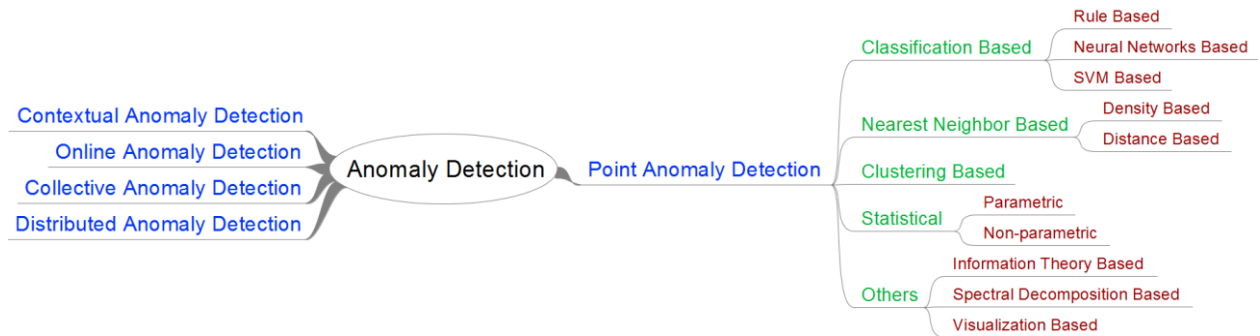 Contextual Anomaly Detection
Online Anomaly Detection
Collective Anomaly Detection
Distributed Anomaly Detection
Anomaly Detection
Point Anomaly Detection
Classification Based
Rule Based
Neural Networks Based
SVM Based
Nearest Neighbor Based
Density Based
Distance Based
Clustering Based
Statistical
Parametric
Non-parametric
Others
Information Theory Based
Spectral Decomposition Based
Visualization Based